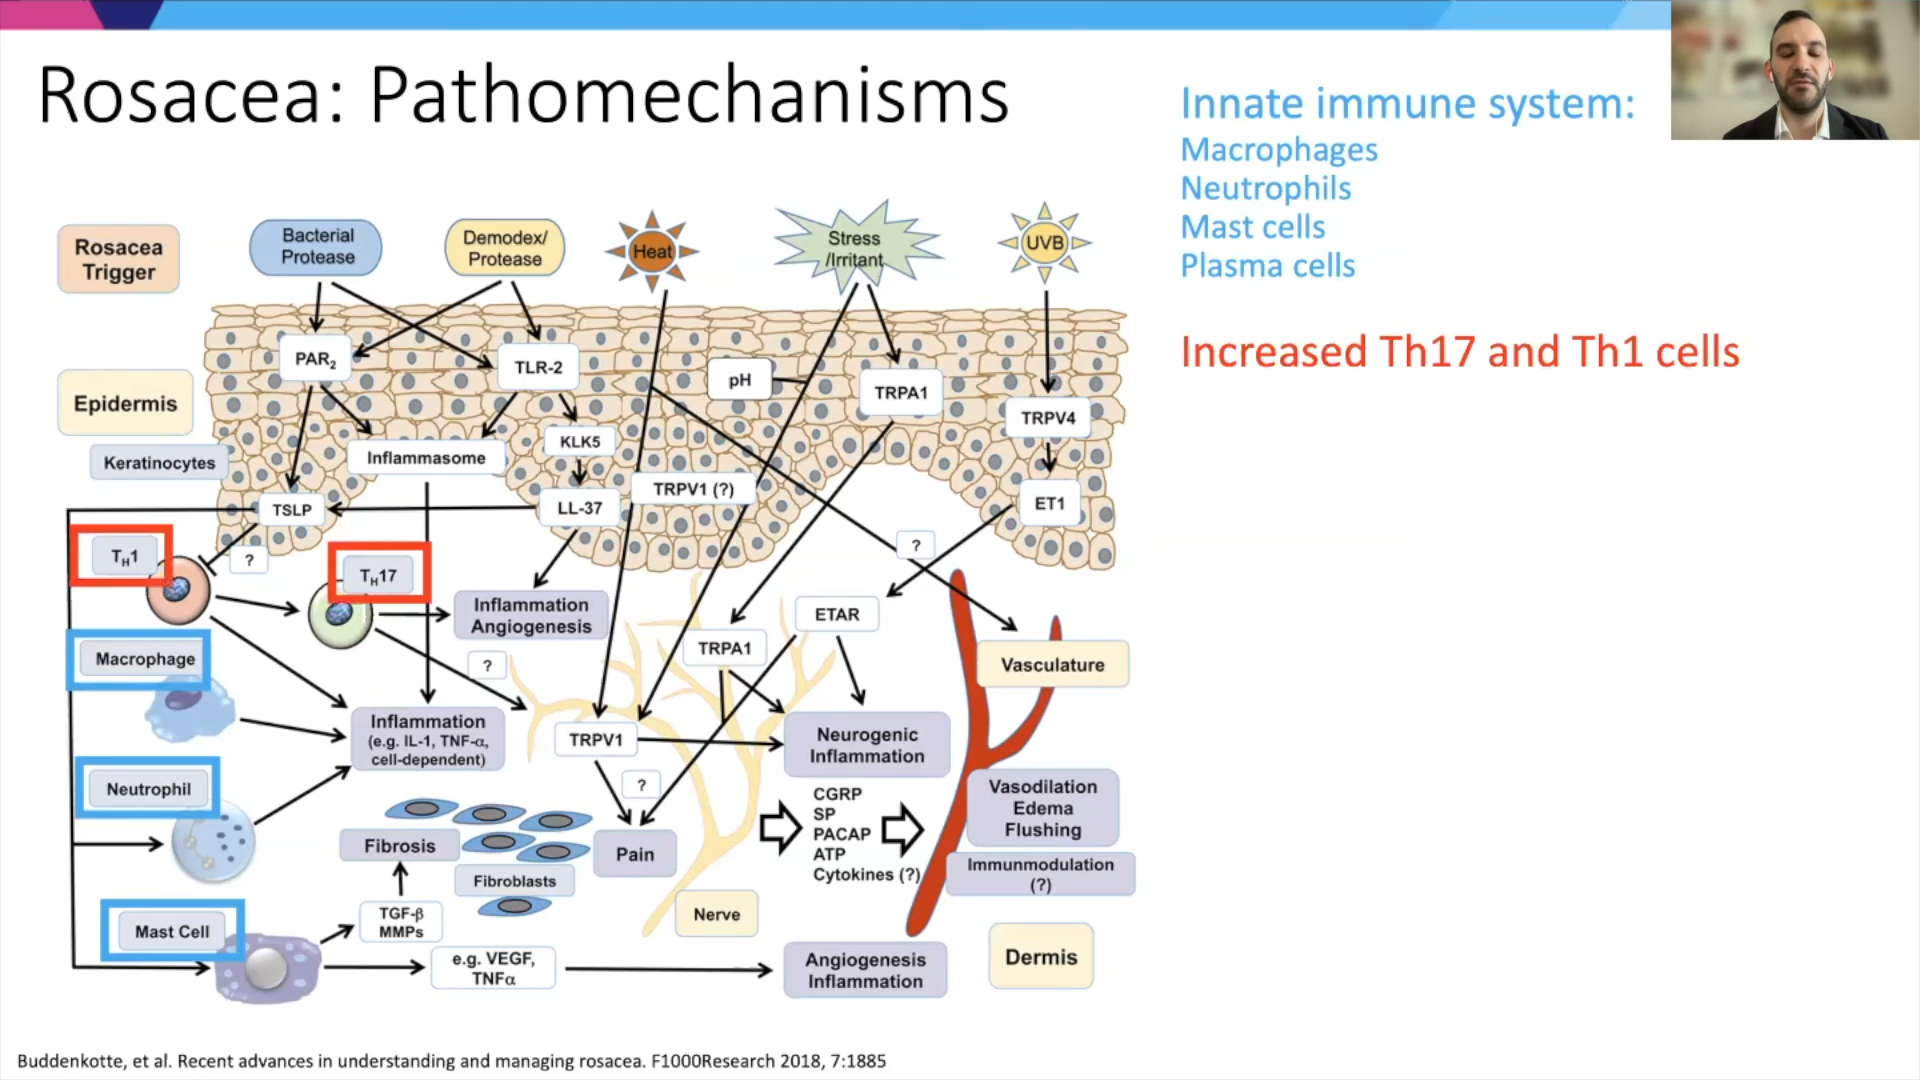 Rosacea: Pathomechanisms
Innate immune system:
Macrophages
Neutrophils
Mast cells
Plasma cells
Increased Th17 and Th1 cells
Rosacea
Trigger
Bacterial
Protease
Demodex/
Protease
Heat
Stress
/Irritant
UVB
PAR2
TLR-2
pH
TRPA1
TRPV4
Epidermis
Keratinocytes
Inflammasome
KLK5
TRPV1 (?)
TSLP
LL-37
ET1
TH1
?
TH17
?
Inflammation
Angiogenesis
ETAR
TRPA1
Vasculature
Macrophage
?
Inflammation
(e.g. IL-1, TNF-α,
cell-dependent)
TRPV1
Neurogenic
Inflammation
Neutrophil
?
CGRP
SP
PACAP
ATP
Cytokines (?)
Vasodilation
Edema
Flushing
Immunmodulation
(?)
Fibrosis
Fibroblasts
Pain
Nerve
Mast Cell
TGF-β
MMPs
e.g. VEGF,
TNFα
Angiogenesis
Inflammation
Dermis
Buddenkotte, et al. Recent advances in understanding and managing rosacea. F1000Research 2018, 7:1885